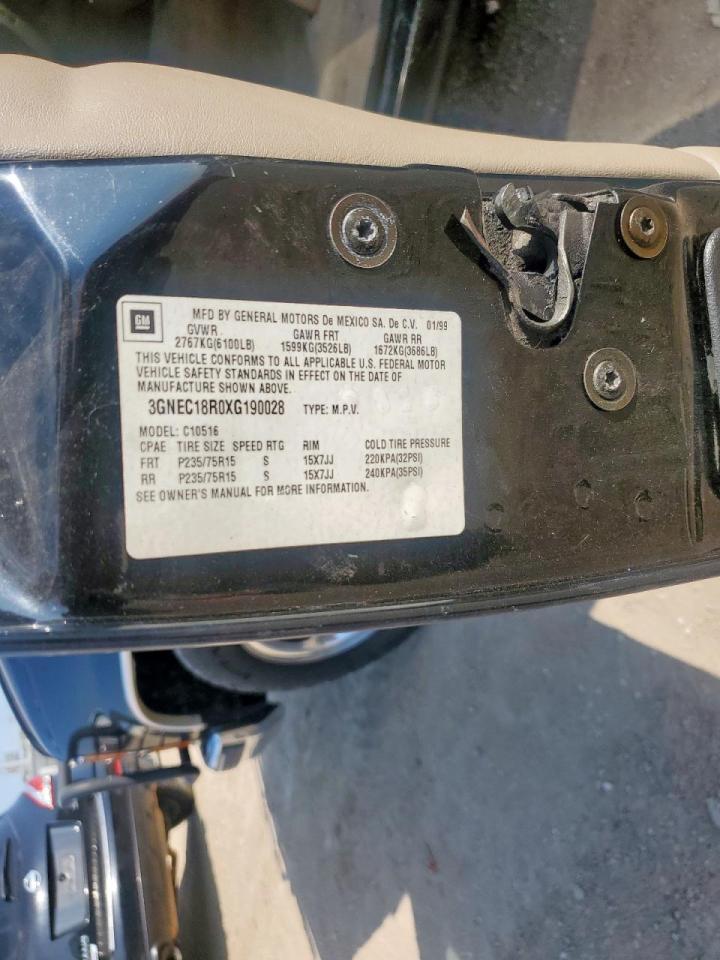 GM
MFD BY GENERAL MOTORS De MEXICO SA. De C.V. 01/99
GVWR GAWR FRT GAWR RR
2767KG(6100LB) 1599KG(3526LB) 1672KG(3686LB)
THIS VEHICLE CONFORMS TO ALL APPLICABLE U.S. FEDERAL MOTOR
VEHICLE SAFETY STANDARDS IN EFFECT ON THE DATE OF
MANUFACTURE SHOWN ABOVE.
3GNEC18R0XG190028 TYPE: M.P.V.
MODEL: C10516
CPAE TIRE SIZE SPEED RTG RIM COLD TIRE PRESSURE
FRT P235/75R15 S 15X7JJ 220KPA(32PSI)
RR P235/75R15 S 15X7JJ 240KPA(35PSI)
SEE OWNER'S MANUAL FOR MORE INFORMATION.